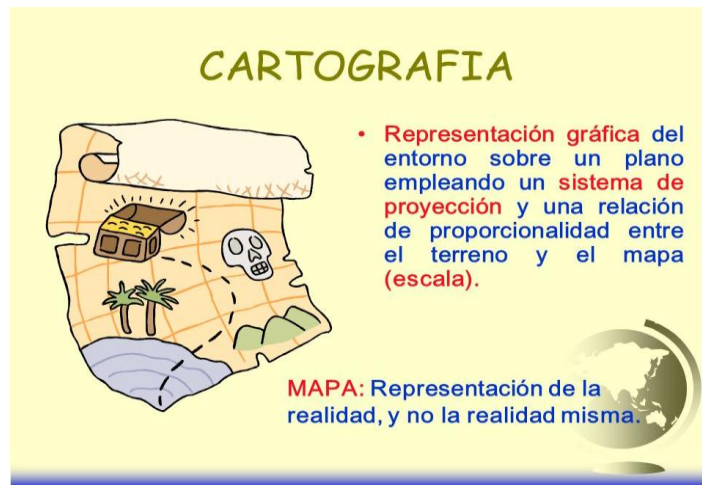 CARTOGRAFIA
• Representación gráfica del
entorno sobre un plano
empleando un sistema de
proyección y una relación
de proporcionalidad entre
el terreno y el mapa
(escala).
MAPA: Representación de la
realidad, y no la realidad misma.